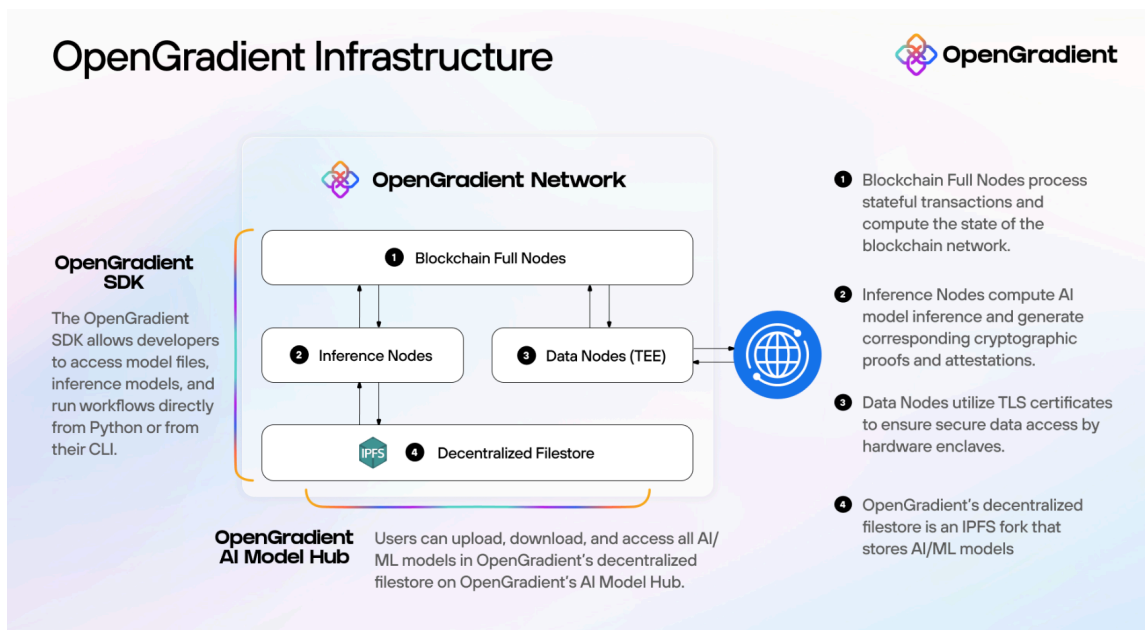 OpenGradient Infrastructure
OpenGradient
OpenGradient Network
OpenGradient
SDK
The OpenGradient
SDK allows developers
to access model files,
inference models, and
run workflows directly
from Python or from
their CLI.
1 Blockchain Full Nodes
2 Inference Nodes
3 Data Nodes (TEE)
IPFS 4 Decentralized Filestore
OpenGradient
AI Model Hub
Users can upload, download, and access all AI/
ML models in OpenGradient's decentralized
filestore on OpenGradient's AI Model Hub.
1 Blockchain Full Nodes process
stateful transactions and
compute the state of the
blockchain network.
2 Inference Nodes compute AI
model inference and generate
corresponding cryptographic
proofs and attestations.
3 Data Nodes utilize TLS certificates
to ensure secure data access by
hardware enclaves.
4 OpenGradient's decentralized
filestore is an IPFS fork that
stores AI/ML models